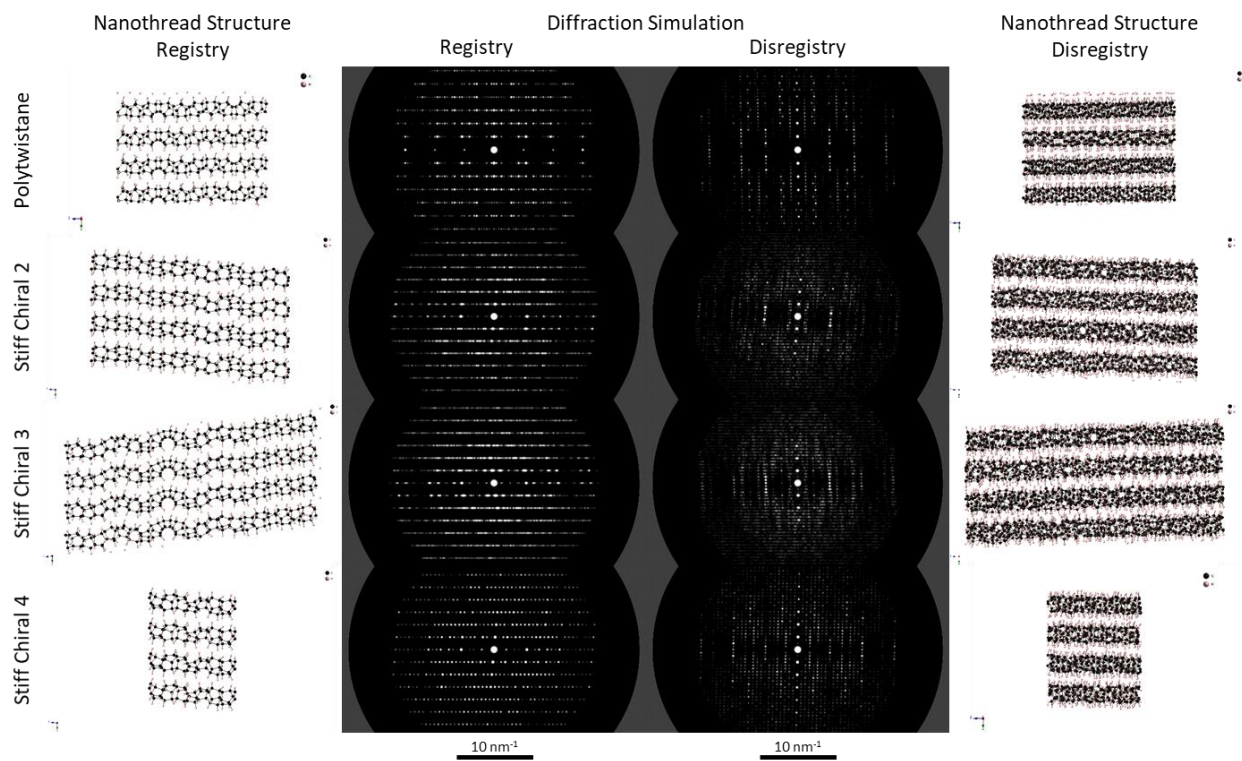 Nanothread Structure
Registry
Diffraction Simulation
Registry
Disregistry
Nanothread Structure
Disregistry
Polytwistane
Stiff Chiral 2
Stiff Chiral 3
Stiff Chiral 4
10 nm-1
10 nm-1